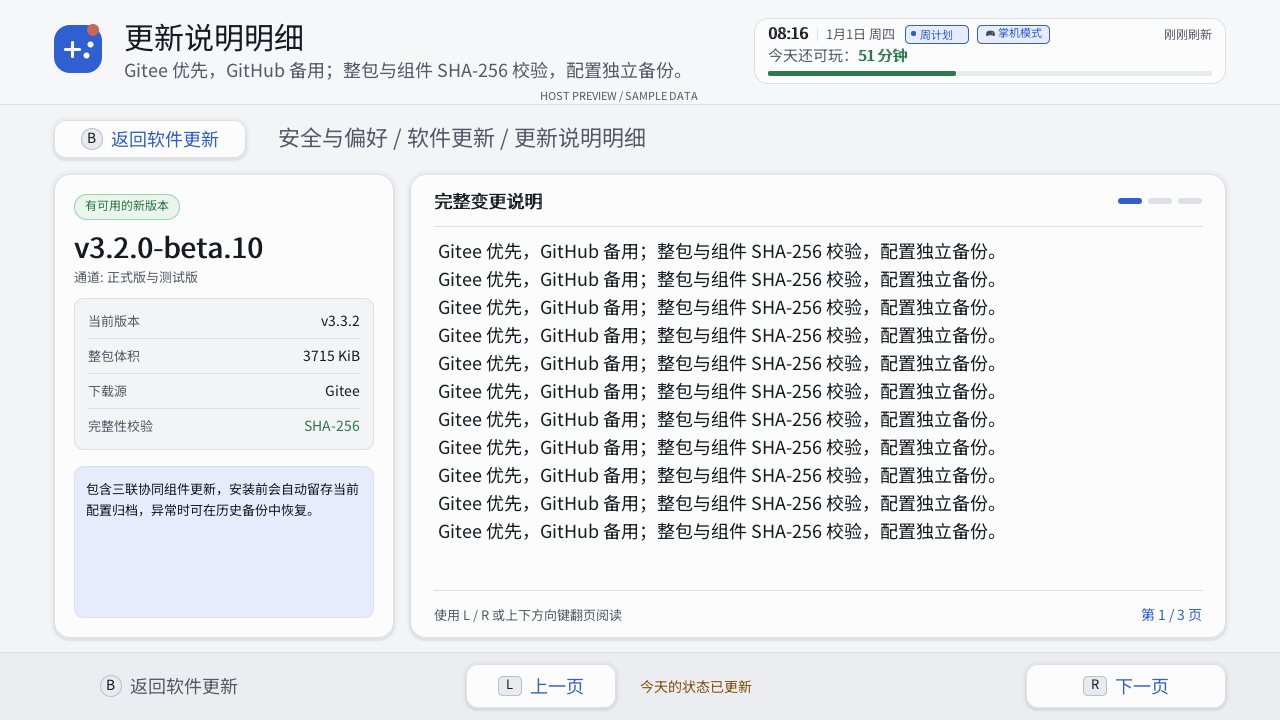 更新说明明细
Gitee 优先，GitHub 备用；整包与组件 SHA-256 校验，配置独立备份。
08:16 1月1日 周四 周计划 掌机模式 刚刚刷新
今天还可玩：51 分钟
HOST PREVIEW / SAMPLE DATA
B 返回软件更新
安全与偏好 / 软件更新 / 更新说明明细
有可用的新版本
v3.2.0-beta.10
通道: 正式版与测试版
当前版本 v3.3.2
整包体积 3715 KiB
下载源 Gitee
完整性校验 SHA-256
包含三联协同组件更新，安装前会自动留存当前
配置归档，异常时可在历史备份中恢复。
完整变更说明
Gitee 优先，GitHub 备用；整包与组件 SHA-256 校验，配置独立备份。
Gitee 优先，GitHub 备用；整包与组件 SHA-256 校验，配置独立备份。
Gitee 优先，GitHub 备用；整包与组件 SHA-256 校验，配置独立备份。
Gitee 优先，GitHub 备用；整包与组件 SHA-256 校验，配置独立备份。
Gitee 优先，GitHub 备用；整包与组件 SHA-256 校验，配置独立备份。
Gitee 优先，GitHub 备用；整包与组件 SHA-256 校验，配置独立备份。
Gitee 优先，GitHub 备用；整包与组件 SHA-256 校验，配置独立备份。
Gitee 优先，GitHub 备用；整包与组件 SHA-256 校验，配置独立备份。
Gitee 优先，GitHub 备用；整包与组件 SHA-256 校验，配置独立备份。
Gitee 优先，GitHub 备用；整包与组件 SHA-256 校验，配置独立备份。
Gitee 优先，GitHub 备用；整包与组件 SHA-256 校验，配置独立备份。
使用 L / R 或上下方向键翻页阅读
第 1 / 3 页
B 返回软件更新
L 上一页
今天的状态已更新
R 下一页